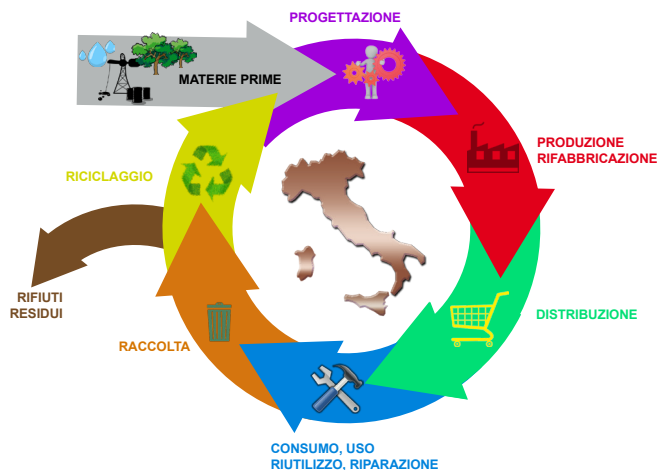 PROGETTAZIONE
MATERIE PRIME
PRODUZIONE
RIFABBRICAZIONE
RICICLAGGIO
RIFIUTI
RESIDUI
DISTRIBUZIONE
RACCOLTA
CONSUMO, USO
RIUTILIZZO, RIPARAZIONE